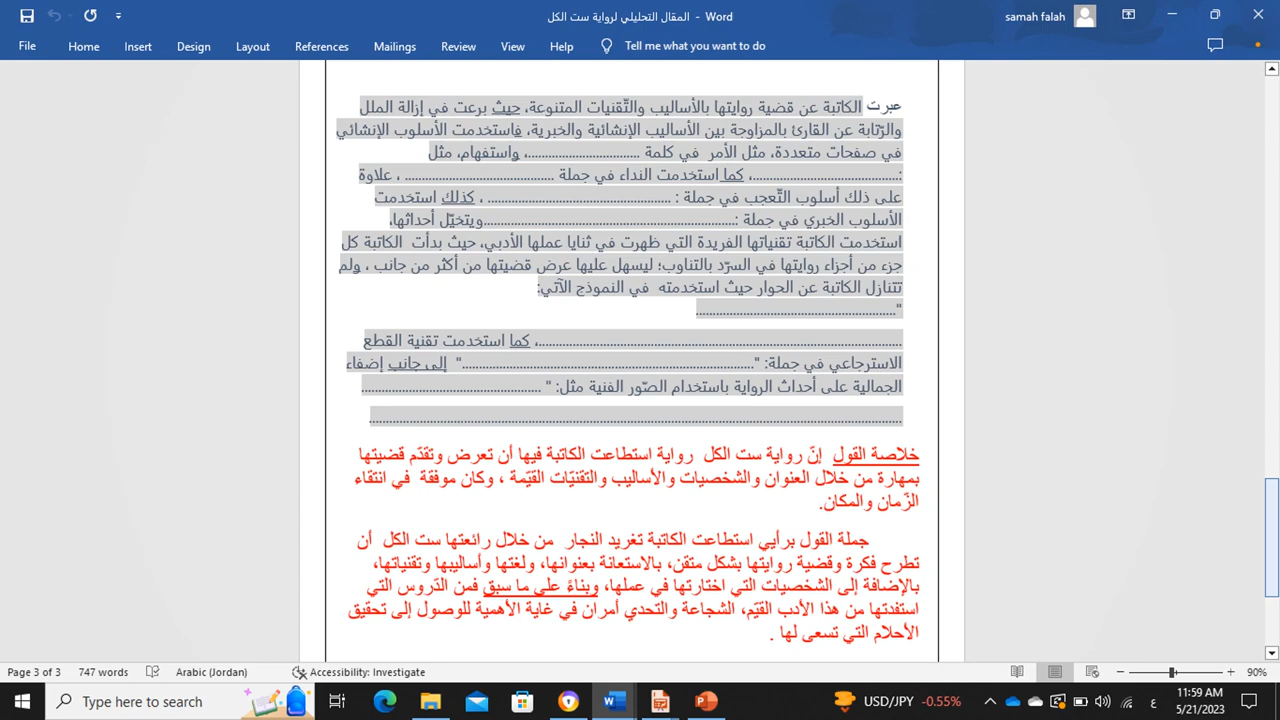 المقال التحليلي لرواية ست الكل - Word
samah falah
File Home Insert Design Layout References Mailings Review View Help Tell me what you want to do
عبرت الكاتبة عن قضية روايتها بالأساليب والتّقنيات المتنوعة، حيث برعت في إزالة الملل
والرّتابة عن القارئ بالمزاوجة بين الأساليب الإنشائية والخبرية، فاستخدمت الأسلوب الإنشائي
في صفحات متعددة، مثل الأمر في كلمة ..................................، واستفهام، مثل
:............................................، كما استخدمت النداء في جملة ............................................. ، علاوة
على ذلك أسلوب التّعجب في جملة : ....................................................... ، كذلك استخدمت
الأسلوب الخبري في جملة :...........................................................................ويتخيّل أحداثها،
استخدمت الكاتبة تقنياتها الفريدة التي ظهرت في ثنايا عملها الأدبي، حيث بدأت الكاتبة كل
جزء من أجزاء روايتها في السرّد بالتناوب؛ ليسهل عليها عرض قضيتها من أكثر من جانب ، ولم
تتنازل الكاتبة عن الحوار حيث استخدمته في النموذج الآتي:
"............................................................
.............................................................................................................، كما استخدمت تقنية القطع
الاسترجاعي في جملة: "........................................................................................" إلى جانب إضفاء
الجمالية على أحداث الرواية باستخدام الصّور الفنية مثل: " ......................................................
................................................................................................................................................................
خلاصة القول إنّ رواية ست الكل رواية استطاعت الكاتبة فيها أن تعرض وتقدّم قضيتها
بمهارة من خلال العنوان والشخصيات والأساليب والتقنيّات القيّمة ، وكان موفقة في انتقاء
الزّمان والمكان.
جملة القول برأيي استطاعت الكاتبة تغريد النجار من خلال رائعتها ست الكل أن
تطرح فكرة وقضية روايتها بشكل متقن، بالاستعانة بعنوانها، ولغتها وأساليبها وتقنياتها،
بالإضافة إلى الشخصيات التي اختارتها في عملها، وبناءً على ما سبق فمن الدّروس التي
استفدتها من هذا الأدب القيّم، الشجاعة والتحدي أمران في غاية الأهمية للوصول إلى تحقيق
الأحلام التي تسعى لها .
Page 3 of 3 747 words Arabic (Jordan) Accessibility: Investigate 90%
Type here to search USD/JPY -0.55% ع 11:59 AM
5/21/2023